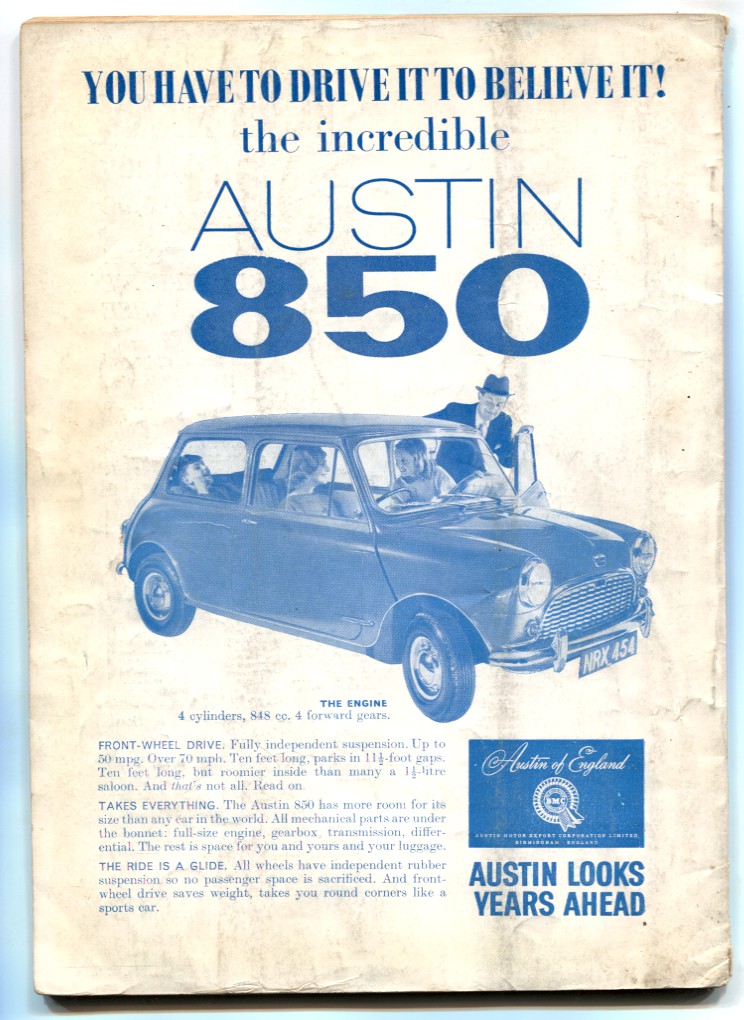 YOU HAVE TO DRIVE IT TO BELIEVE IT!
the incredible
AUSTIN
850
NRX 454
THE ENGINE
4 cylinders, 848 cc. 4 forward gears.
FRONT-WHEEL DRIVE. Fully independent suspension. Up to
50 mpg. Over 70 mph. Ten feet long, parks in 11½-foot gaps.
Ten feet long, but roomier inside than many a 1½-litre
saloon. And that's not all. Read on.
TAKES EVERYTHING. The Austin 850 has more room for its
size than any car in the world. All mechanical parts are under
the bonnet: full-size engine, gearbox, transmission, differ-
ential. The rest is space for you and yours and your luggage.
THE RIDE IS A GLIDE. All wheels have independent rubber
suspension so no passenger space is sacrificed. And front-
wheel drive saves weight, takes you round corners like a
sports car.
Austin of England
BMC
AUSTIN MOTOR EXPORT CORPORATION LIMITED,
BIRMINGHAM · ENGLAND
AUSTIN LOOKS
YEARS AHEAD